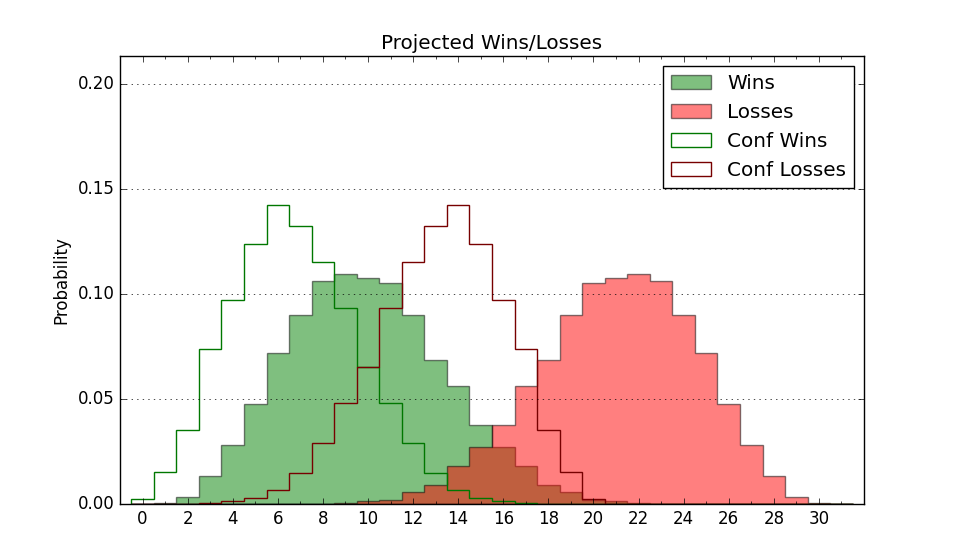 Projected Wins/Losses
0.20
0.15
0.10
0.05
0.00
Probability
Wins
Losses
Conf Wins
Conf Losses
0 2 4 6 8 10 12 14 16 18 20 22 24 26 28 30